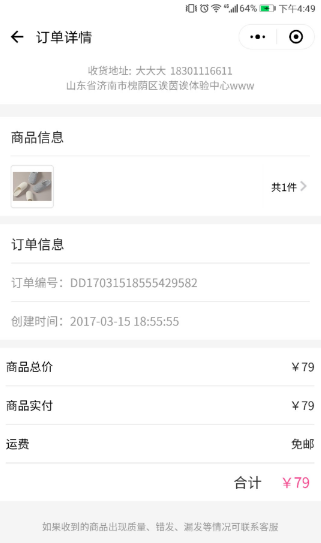 64% 下午4:49
订单详情
收货地址: 大大大 18301116611
山东省济南市槐荫区诶茵诶体验中心www
商品信息
共1件
订单信息
订单编号: DD17031518555429582
创建时间: 2017-03-15 18:55:55
商品总价 ¥79
商品实付 ¥79
运费 免邮
合计 ¥79
如果收到的商品出现质量、错发、漏发等情况可联系客服